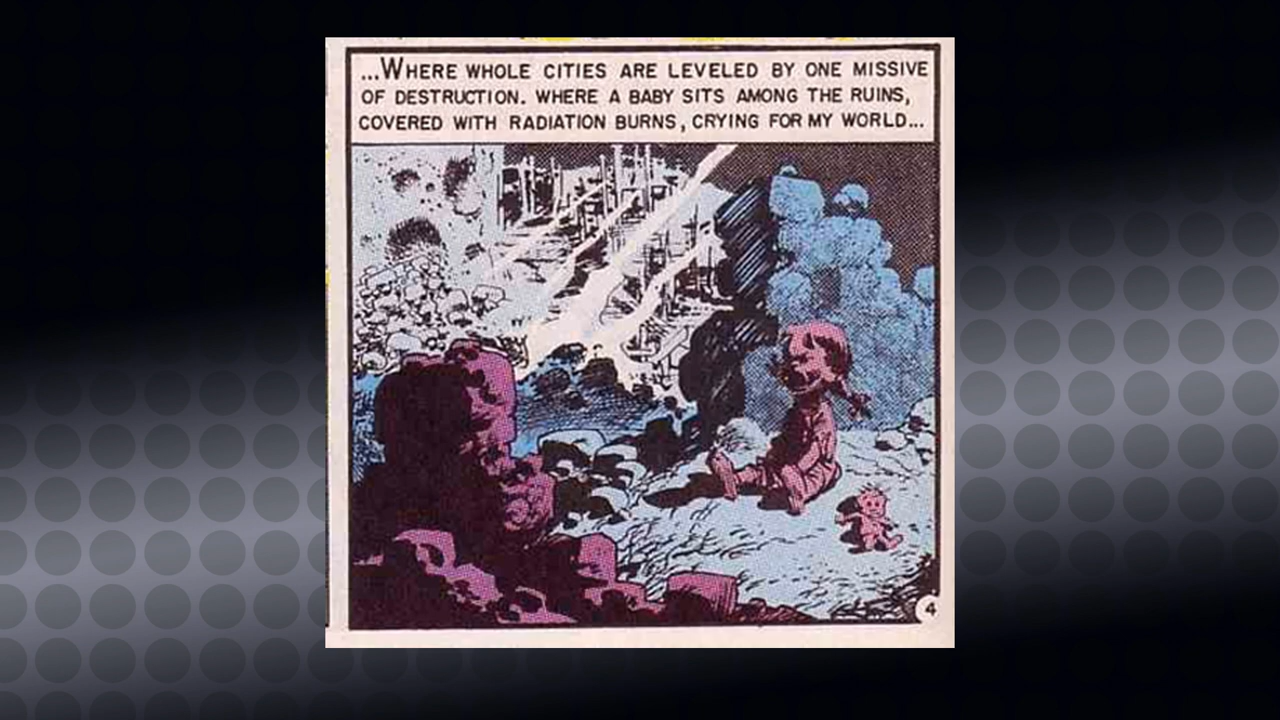 ...WHERE WHOLE CITIES ARE LEVELED BY ONE MISSIVE
OF DESTRUCTION. WHERE A BABY SITS AMONG THE RUINS,
COVERED WITH RADIATION BURNS, CRYING FOR MY WORLD...
4